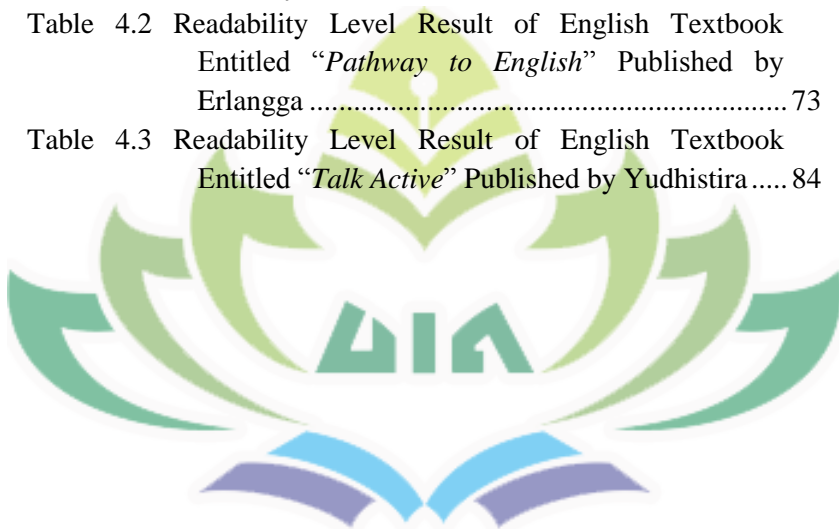 Table 4.2 Readability Level Result of English Textbook
Entitled “Pathway to English” Published by
Erlangga ............................................................... 73
Table 4.3 Readability Level Result of English Textbook
Entitled “Talk Active” Published by Yudhistira ..... 84
UIN